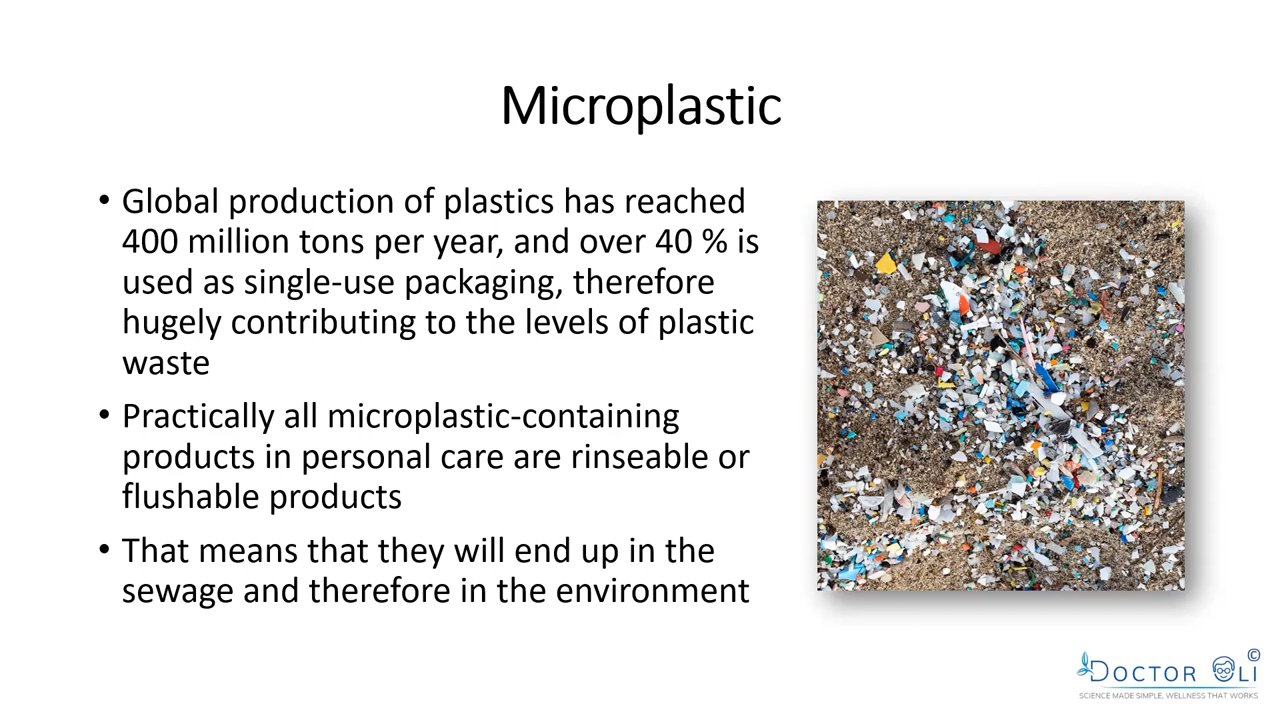 Microplastic
• Global production of plastics has reached
400 million tons per year, and over 40 % is
used as single-use packaging, therefore
hugely contributing to the levels of plastic
waste
• Practically all microplastic-containing
products in personal care are rinseable or
flushable products
• That means that they will end up in the
sewage and therefore in the environment
DOCTOR OLI ©
SCIENCE MADE SIMPLE, WELLNESS THAT WORKS